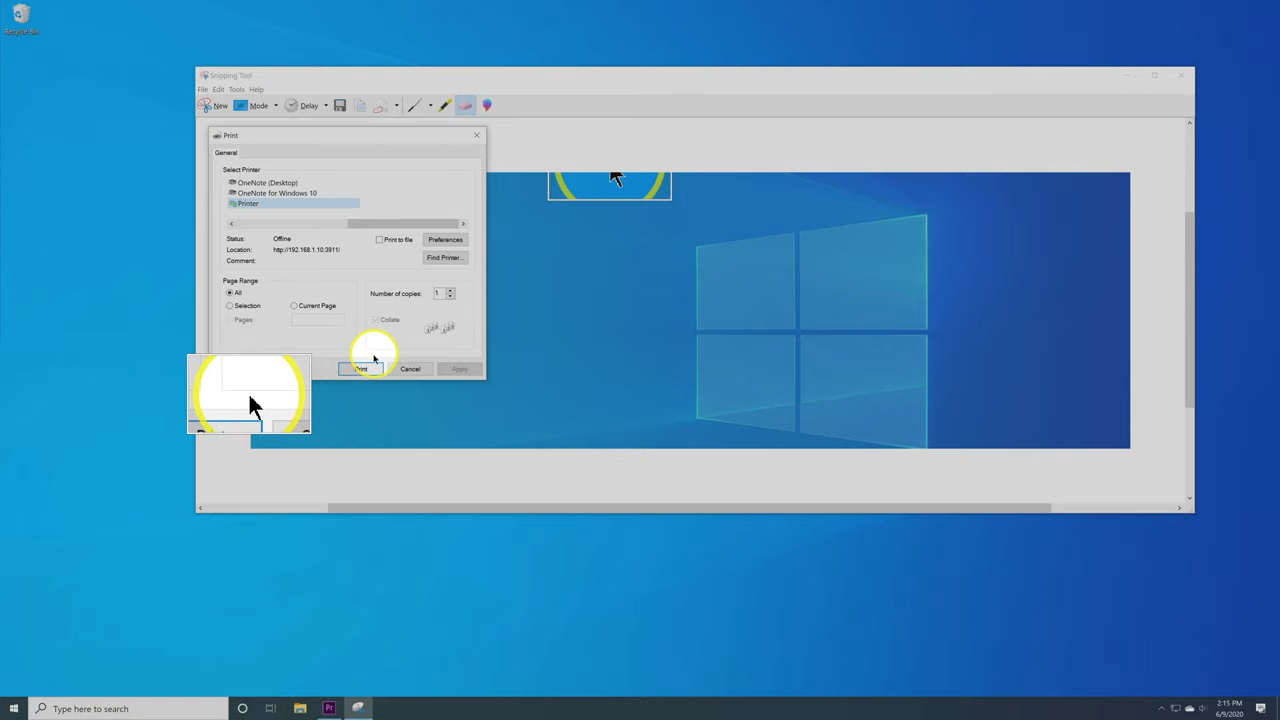 Recycle Bin
Snipping Tool
File Edit Tools Help
New Mode Delay
Print
General
Select Printer
OneNote (Desktop)
OneNote for Windows 10
Printer
Status: Offline
Print to file
Preferences
Location: http://192.168.1.10:3911/
Comment:
Find Printer...
Page Range
All
Number of copies: 1
Selection Current Page
Pages:
Collate
Print Cancel Apply
Type here to search
Pr
2:15 PM
6/9/2020